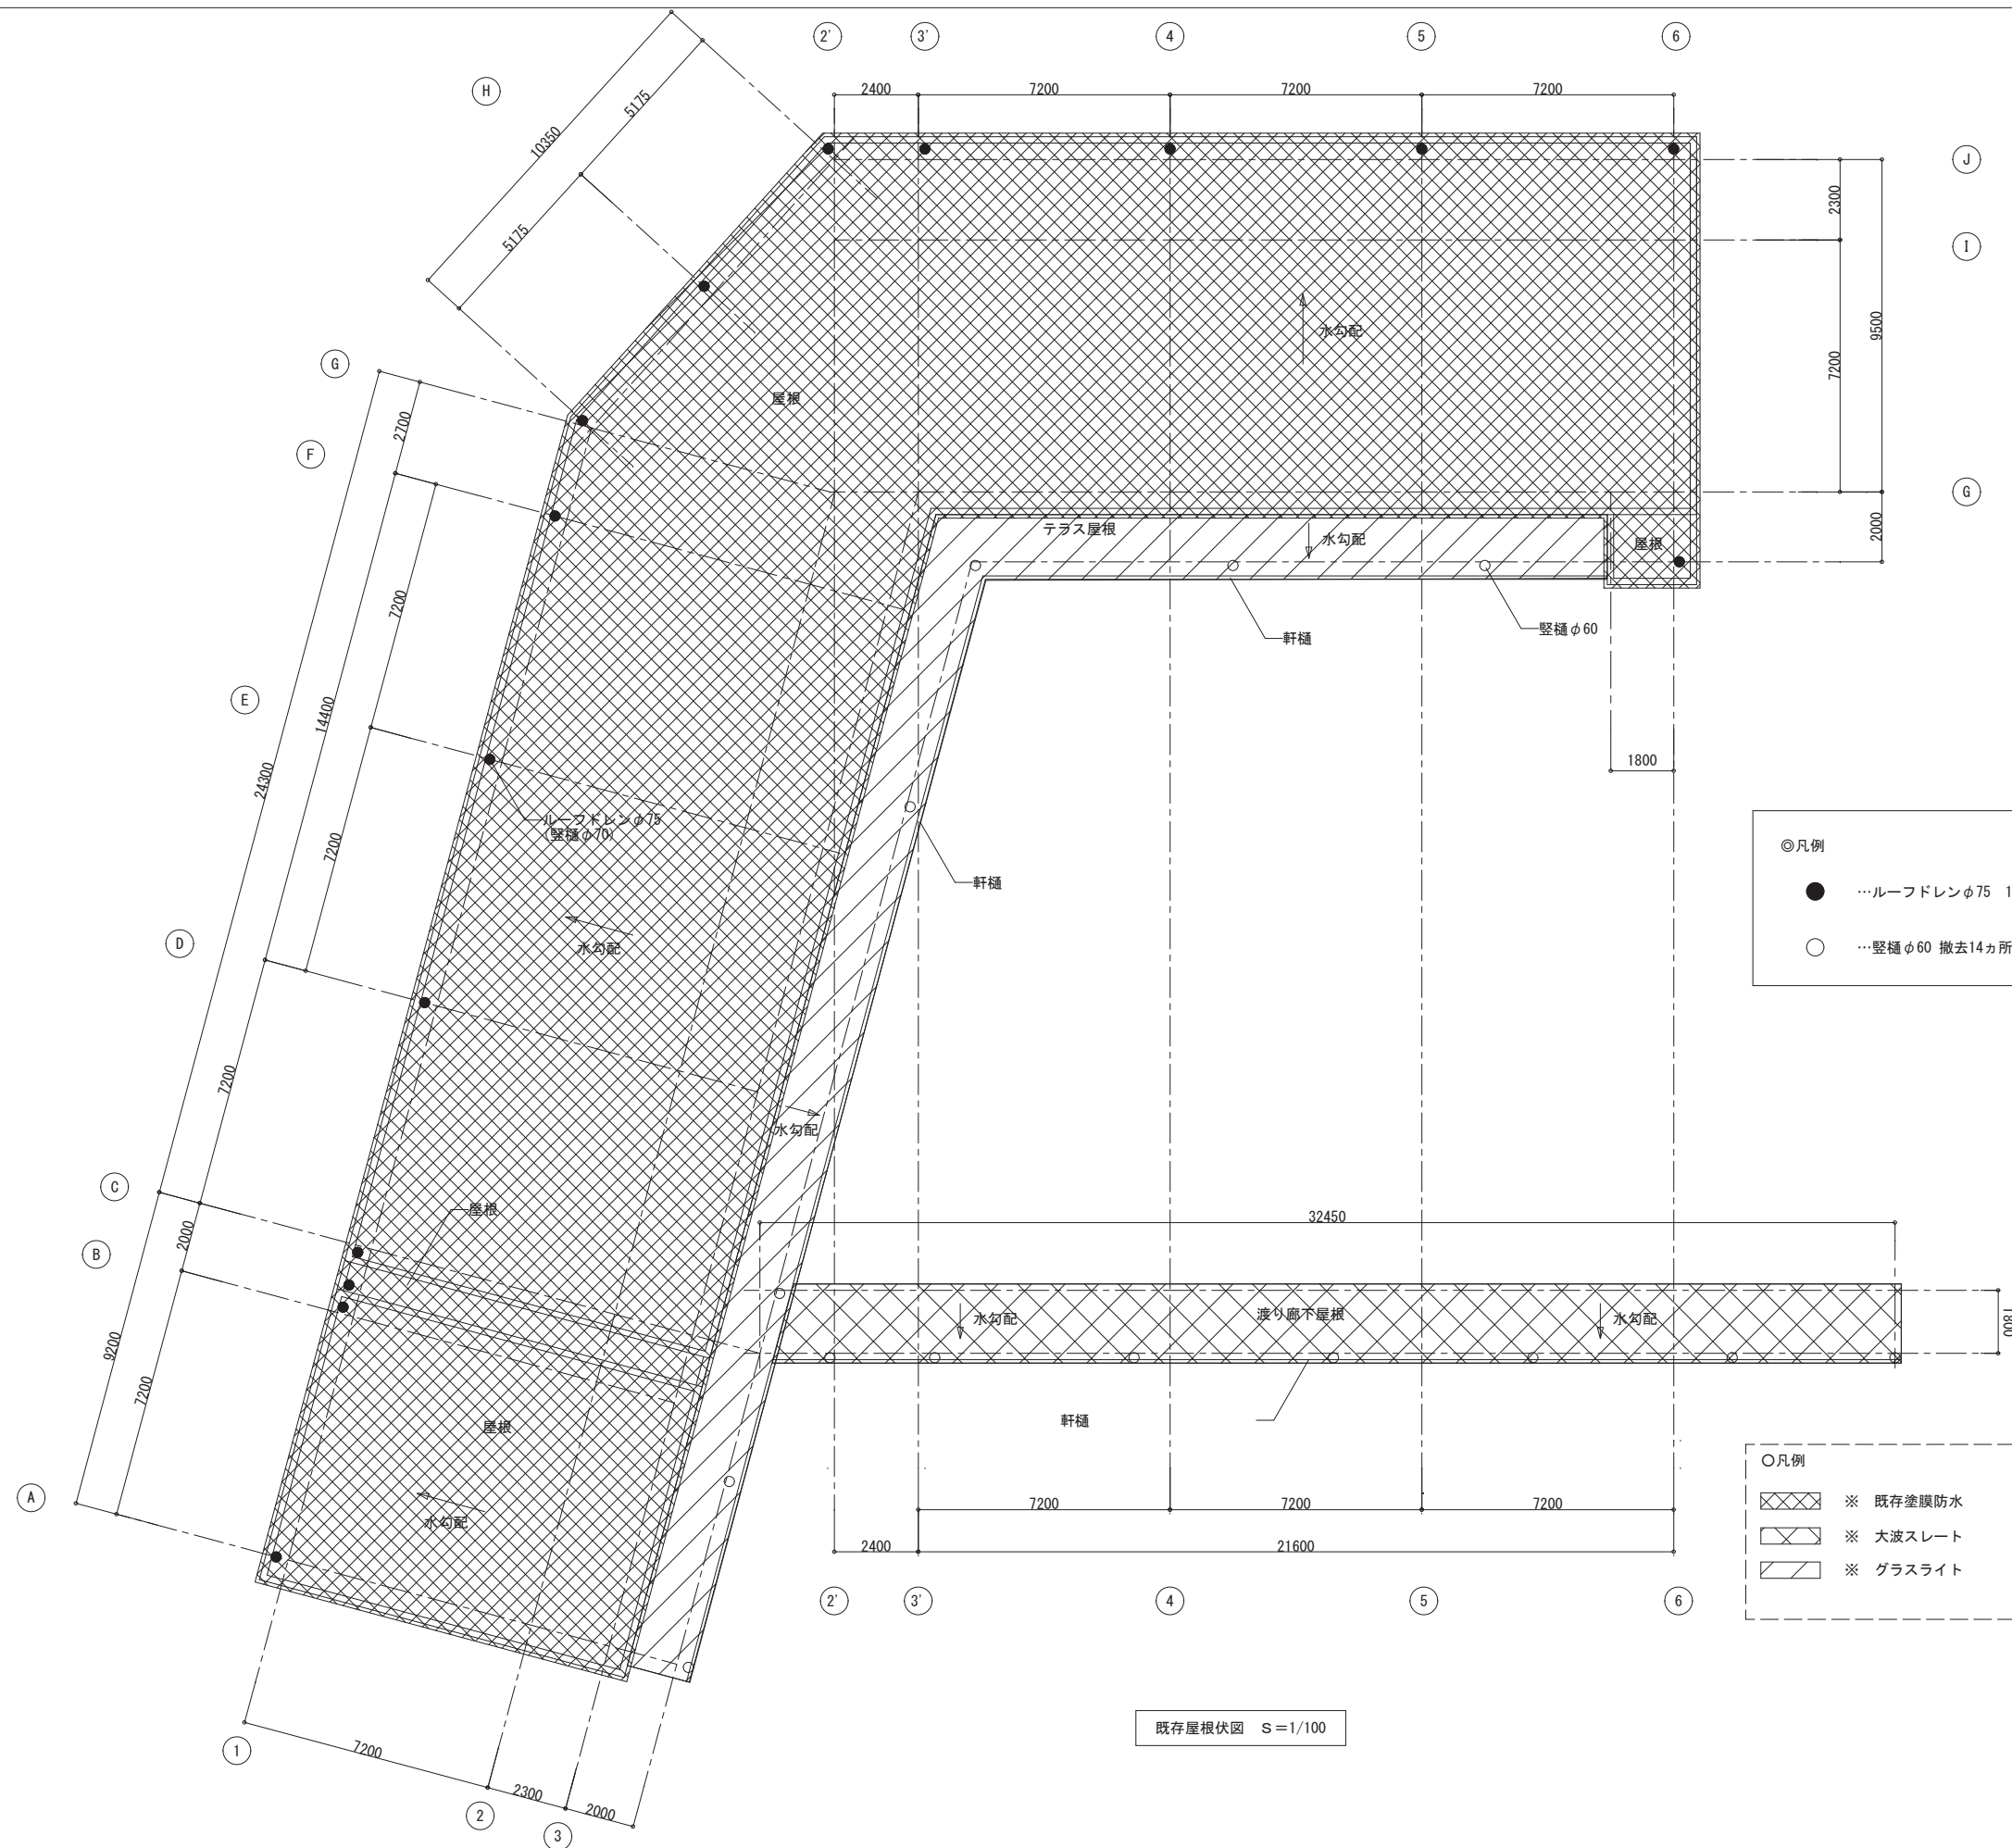 2' 3' 4 5 6
H
2400 7200 7200 7200
5175
10350
5175
J
2300
I
水勾配
9500
7200
G
屋根
2700
F
G
テラス屋根
水勾配
屋根
2000
7200
竪樋φ60
軒樋
E
14400
1800
24300
ルーフドレンφ75
(竪樋φ70)
7200
◎凡例
軒樋
● …ルーフドレンφ75 1
D
水勾配
○ …竪樋φ60 撤去14ヵ所
7200
水勾配
C
屋根
32450
2000
B
水勾配
渡り廊下屋根
水勾配
1800
9200
7200
屋根
軒樋
○凡例
A
※ 既存塗膜防水
7200 7200 7200
水勾配
※ 大波スレート
2400 21600
※ グラスライト
2' 3' 4 5 6
既存屋根伏図 S=1/100
1
7200
2300
2000
2
3